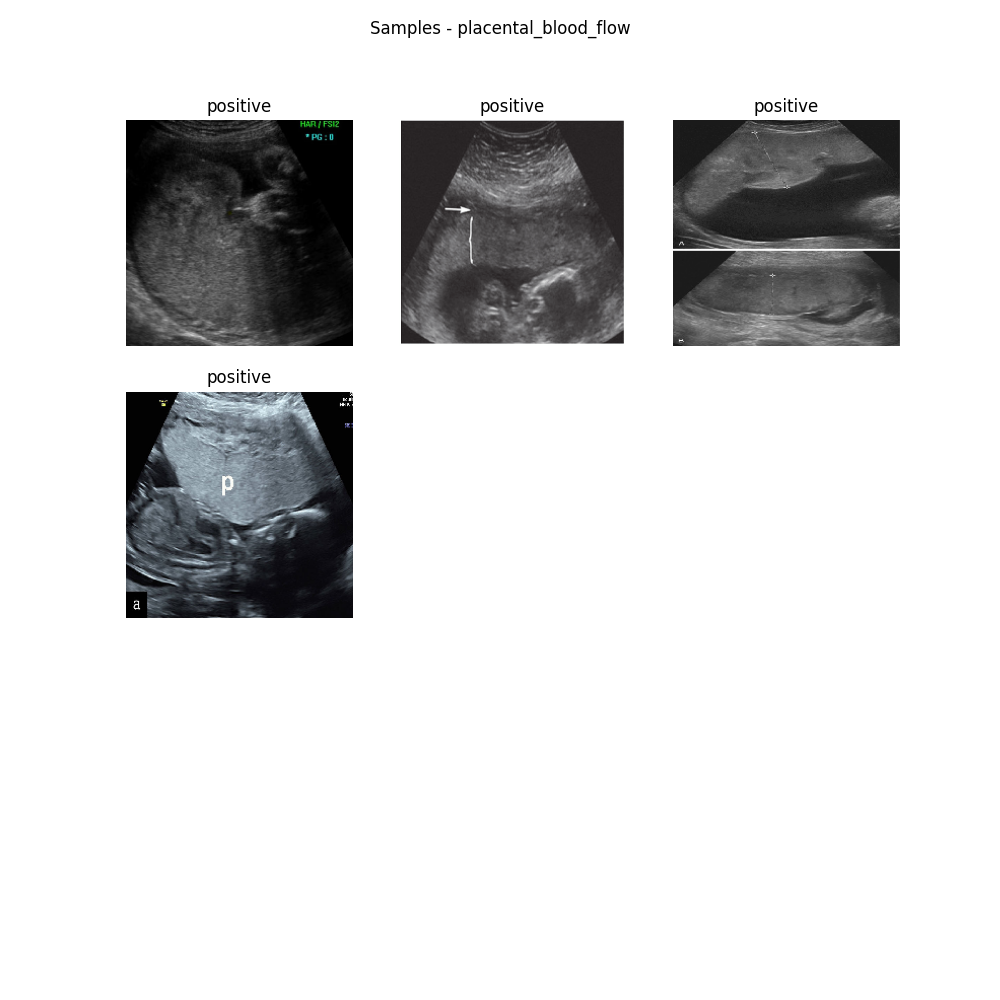 Samples - placental_blood_flow
positive
positive
positive
HAR / FSI2
* PG : 0
A
positive
p
a